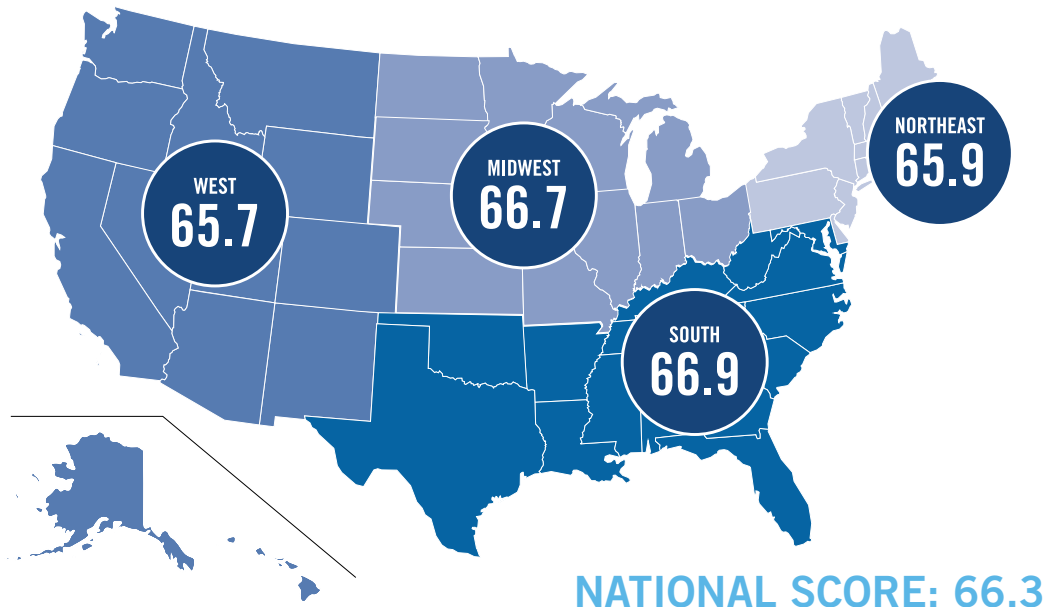 WEST
65.7
MIDWEST
66.7
NORTHEAST
65.9
SOUTH
66.9
NATIONAL SCORE: 66.3